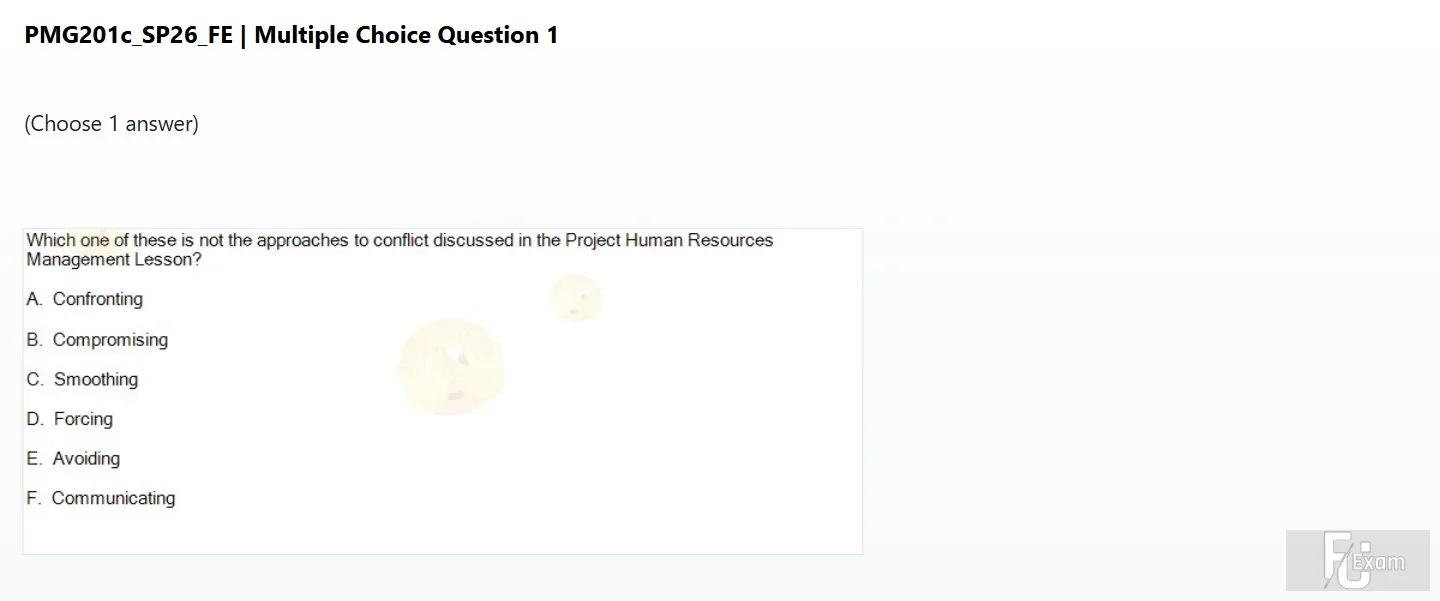 PMG201c_SP26_FE | Multiple Choice Question 1
(Choose 1 answer)
Which one of these is not the approaches to conflict discussed in the Project Human Resources
Management Lesson?
A. Confronting
B. Compromising
C. Smoothing
D. Forcing
E. Avoiding
F. Communicating
Exam